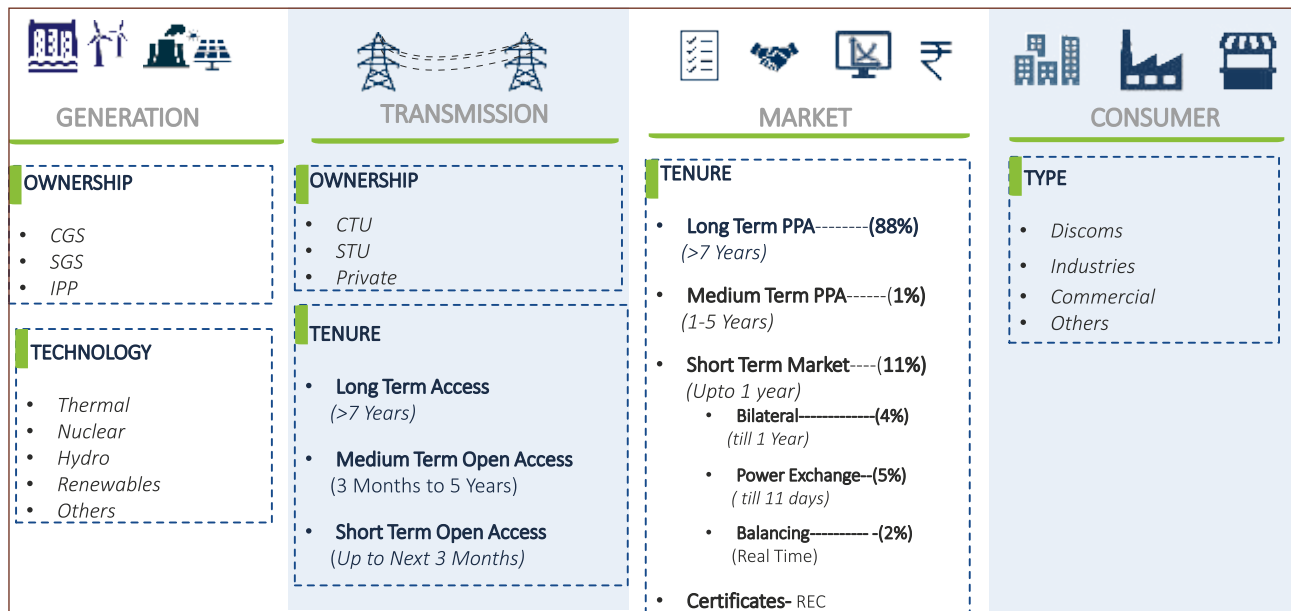 GENERATION
OWNERSHIP
• CGS
• SGS
• IPP
TECHNOLOGY
• Thermal
• Nuclear
• Hydro
• Renewables
• Others
TRANSMISSION
OWNERSHIP
• CTU
• STU
• Private
TENURE
• Long Term Access
(>7 Years)
• Medium Term Open Access
(3 Months to 5 Years)
• Short Term Open Access
(Up to Next 3 Months)
MARKET
TENURE
• Long Term PPA--------(88%)
(>7 Years)
• Medium Term PPA------(1%)
(1-5 Years)
• Short Term Market----(11%)
(Upto 1 year)
• Bilateral-------------(4%)
(till 1 Year)
• Power Exchange--(5%)
( till 11 days)
• Balancing---------- -(2%)
(Real Time)
• Certificates- REC
CONSUMER
TYPE
• Discoms
• Industries
• Commercial
• Others